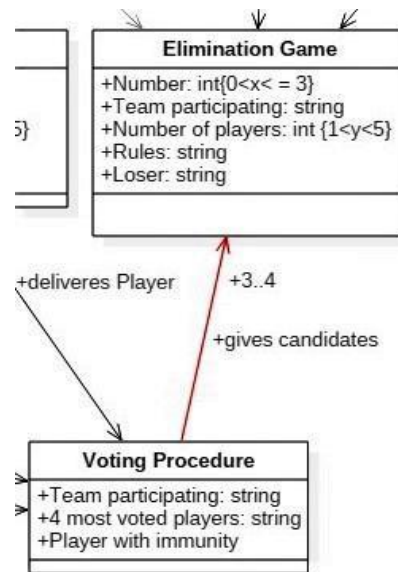 Elimination Game
+Number: int{0<x< = 3}
+Team participating: string
5}
+Number of players: int {1<y<5}
+Rules: string
+Loser: string
+deliveres Player
+3..4
+gives candidates
Voting Procedure
+Team participating: string
+4 most voted players: string
+Player with immunity